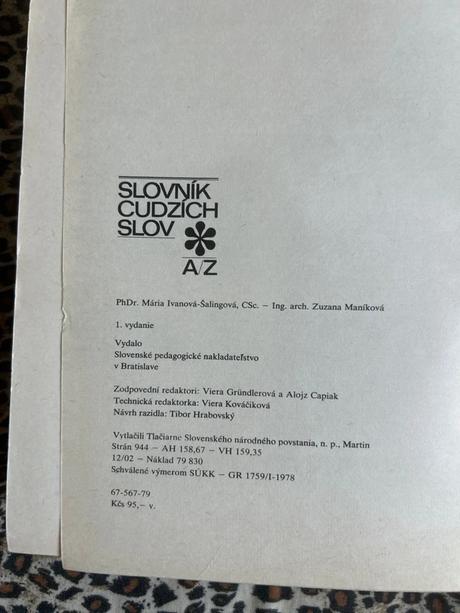 SLOVNÍK
CUDZÍCH
SLOV
A/Z
PhDr. Mária Ivanová-Šalingová, CSc. – Ing. arch. Zuzana Maníková
1. vydanie
Vydalo
Slovenské pedagogické nakladateľstvo
v Bratislave
Zodpovední redaktori: Viera Gründlerová a Alojz Capiak
Technická redaktorka: Viera Kováčiková
Návrh razidla: Tibor Hrabovský
Vytlačili Tlačiarne Slovenského národného povstania, n. p., Martin
Strán 944 – AH 158,67 – VH 159,35
12/02 – Náklad 79 830
Schválené výmerom SÚKK – GR 1759/I-1978
67-567-79
Kčs 95,– v.